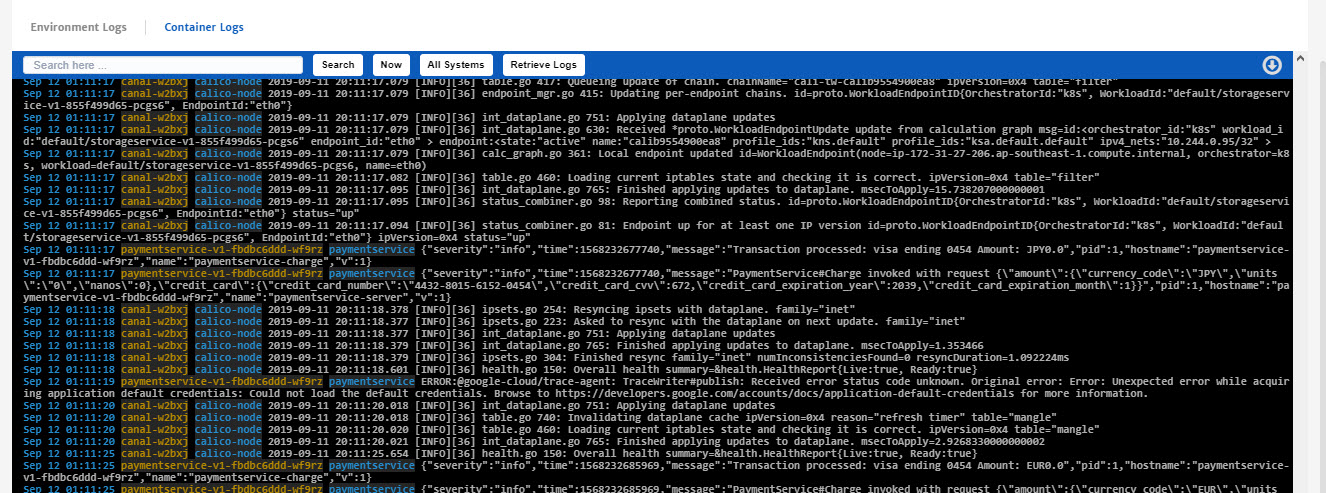 Environment Logs
Container Logs
Search here ...
Search
Now
All Systems
Retrieve Logs
Sep 12 01:11:17 canal-w2bxj calico-node 2019-09-11 20:11:17.079 [INFO][36] table.go 417: Queueing update of chain. chainName="cali-tw-calib9554900ea8" ipVersion=0x4 table="filter"
Sep 12 01:11:17 canal-w2bxj calico-node 2019-09-11 20:11:17.079 [INFO][36] endpoint_mgr.go 415: Updating per-endpoint chains. id=proto.WorkloadEndpointID{OrchestratorId:"k8s", WorkloadId:"default/storageserv
ice-v1-855f499d65-pcgs6", EndpointId:"eth0"}
Sep 12 01:11:17 canal-w2bxj calico-node 2019-09-11 20:11:17.079 [INFO][36] int_dataplane.go 751: Applying dataplane updates
Sep 12 01:11:17 canal-w2bxj calico-node 2019-09-11 20:11:17.079 [INFO][36] int_dataplane.go 630: Received *proto.WorkloadEndpointUpdate update from calculation graph msg=id:<orchestrator_id:"k8s" workload_i
d:"default/storageservice-v1-855f499d65-pcgs6" endpoint_id:"eth0" > endpoint:<state:"active" name:"calib9554900ea8" profile_ids:"kns.default" profile_ids:"ksa.default.default" ipv4_nets:"10.244.0.95/32" >
Sep 12 01:11:17 canal-w2bxj calico-node 2019-09-11 20:11:17.079 [INFO][36] calc_graph.go 361: Local endpoint updated id=WorkloadEndpoint(node=ip-172-31-27-206.ap-southeast-1.compute.internal, orchestrator=k8
s, workload=default/storageservice-v1-855f499d65-pcgs6, name=eth0)
Sep 12 01:11:17 canal-w2bxj calico-node 2019-09-11 20:11:17.082 [INFO][36] table.go 460: Loading current iptables state and checking it is correct. ipVersion=0x4 table="filter"
Sep 12 01:11:17 canal-w2bxj calico-node 2019-09-11 20:11:17.095 [INFO][36] int_dataplane.go 765: Finished applying updates to dataplane. msecToApply=15.738207000000001
Sep 12 01:11:17 canal-w2bxj calico-node 2019-09-11 20:11:17.095 [INFO][36] status_combiner.go 98: Reporting combined status. id=proto.WorkloadEndpointID{OrchestratorId:"k8s", WorkloadId:"default/storageservi
ce-v1-855f499d65-pcgs6", EndpointId:"eth0"} status="up"
Sep 12 01:11:17 canal-w2bxj calico-node 2019-09-11 20:11:17.094 [INFO][36] status_combiner.go 81: Endpoint up for at least one IP version id=proto.WorkloadEndpointID{OrchestratorId:"k8s", WorkloadId:"defaul
t/storageservice-v1-855f499d65-pcgs6", EndpointId:"eth0"} ipVersion=0x4 status="up"
Sep 12 01:11:17 paymentservice-v1-fbdbc6ddd-wf9rz paymentservice {"severity":"info","time":1568232677740,"message":"Transaction processed: visa ending 0454 Amount: JPY0.0","pid":1,"hostname":"paymentservice-
v1-fbdbc6ddd-wf9rz","name":"paymentservice-charge","v":1}
Sep 12 01:11:17 paymentservice-v1-fbdbc6ddd-wf9rz paymentservice {"severity":"info","time":1568232677740,"message":"PaymentService#Charge invoked with request {\"amount\":{\"currency_code\":\"JPY\",\"units
\":\"0\",\"nanos\":0},\"credit_card\":{\"credit_card_number\":\"4432-8015-6152-0454\",\"credit_card_cvv\":672,\"credit_card_expiration_year\":2039,\"credit_card_expiration_month\":1}}","pid":1,"hostname":"pa
ymentservice-v1-fbdbc6ddd-wf9rz","name":"paymentservice-server","v":1}
Sep 12 01:11:18 canal-w2bxj calico-node 2019-09-11 20:11:18.378 [INFO][36] ipsets.go 254: Resyncing ipsets with dataplane. family="inet"
Sep 12 01:11:18 canal-w2bxj calico-node 2019-09-11 20:11:18.377 [INFO][36] ipsets.go 223: Asked to resync with the dataplane on next update. family="inet"
Sep 12 01:11:18 canal-w2bxj calico-node 2019-09-11 20:11:18.377 [INFO][36] int_dataplane.go 751: Applying dataplane updates
Sep 12 01:11:18 canal-w2bxj calico-node 2019-09-11 20:11:18.379 [INFO][36] int_dataplane.go 765: Finished applying updates to dataplane. msecToApply=1.353466
Sep 12 01:11:18 canal-w2bxj calico-node 2019-09-11 20:11:18.379 [INFO][36] ipsets.go 304: Finished resync family="inet" numInconsistenciesFound=0 resyncDuration=1.092224ms
Sep 12 01:11:18 canal-w2bxj calico-node 2019-09-11 20:11:18.601 [INFO][36] health.go 150: Overall health summary=&health.HealthReport{Live:true, Ready:true}
Sep 12 01:11:19 paymentservice-v1-fbdbc6ddd-wf9rz paymentservice ERROR:@google-cloud/trace-agent: TraceWriter#publish: Received error status code unknown. Original error: Error: Unexpected error while acquir
ing application default credentials: Could not load the default credentials. Browse to https://developers.google.com/accounts/docs/application-default-credentials for more information.
Sep 12 01:11:20 canal-w2bxj calico-node 2019-09-11 20:11:20.018 [INFO][36] int_dataplane.go 751: Applying dataplane updates
Sep 12 01:11:20 canal-w2bxj calico-node 2019-09-11 20:11:20.018 [INFO][36] table.go 740: Invalidating dataplane cache ipVersion=0x4 reason="refresh timer" table="mangle"
Sep 12 01:11:20 canal-w2bxj calico-node 2019-09-11 20:11:20.020 [INFO][36] table.go 460: Loading current iptables state and checking it is correct. ipVersion=0x4 table="mangle"
Sep 12 01:11:20 canal-w2bxj calico-node 2019-09-11 20:11:20.021 [INFO][36] int_dataplane.go 765: Finished applying updates to dataplane. msecToApply=2.9268330000000002
Sep 12 01:11:25 canal-w2bxj calico-node 2019-09-11 20:11:25.654 [INFO][36] health.go 150: Overall health summary=&health.HealthReport{Live:true, Ready:true}
Sep 12 01:11:25 paymentservice-v1-fbdbc6ddd-wf9rz paymentservice {"severity":"info","time":1568232685969,"message":"Transaction processed: visa ending 0454 Amount: EUR0.0","pid":1,"hostname":"paymentservice-
v1-fbdbc6ddd-wf9rz","name":"paymentservice-charge","v":1}
Sep 12 01:11:25 paymentservice-v1-fbdbc6ddd-wf9rz paymentservice {"severity":"info","time":1568232685969,"message":"PaymentService#Charge invoked with request {\"amount\":{\"currency_code\":\"EUR\",\"units